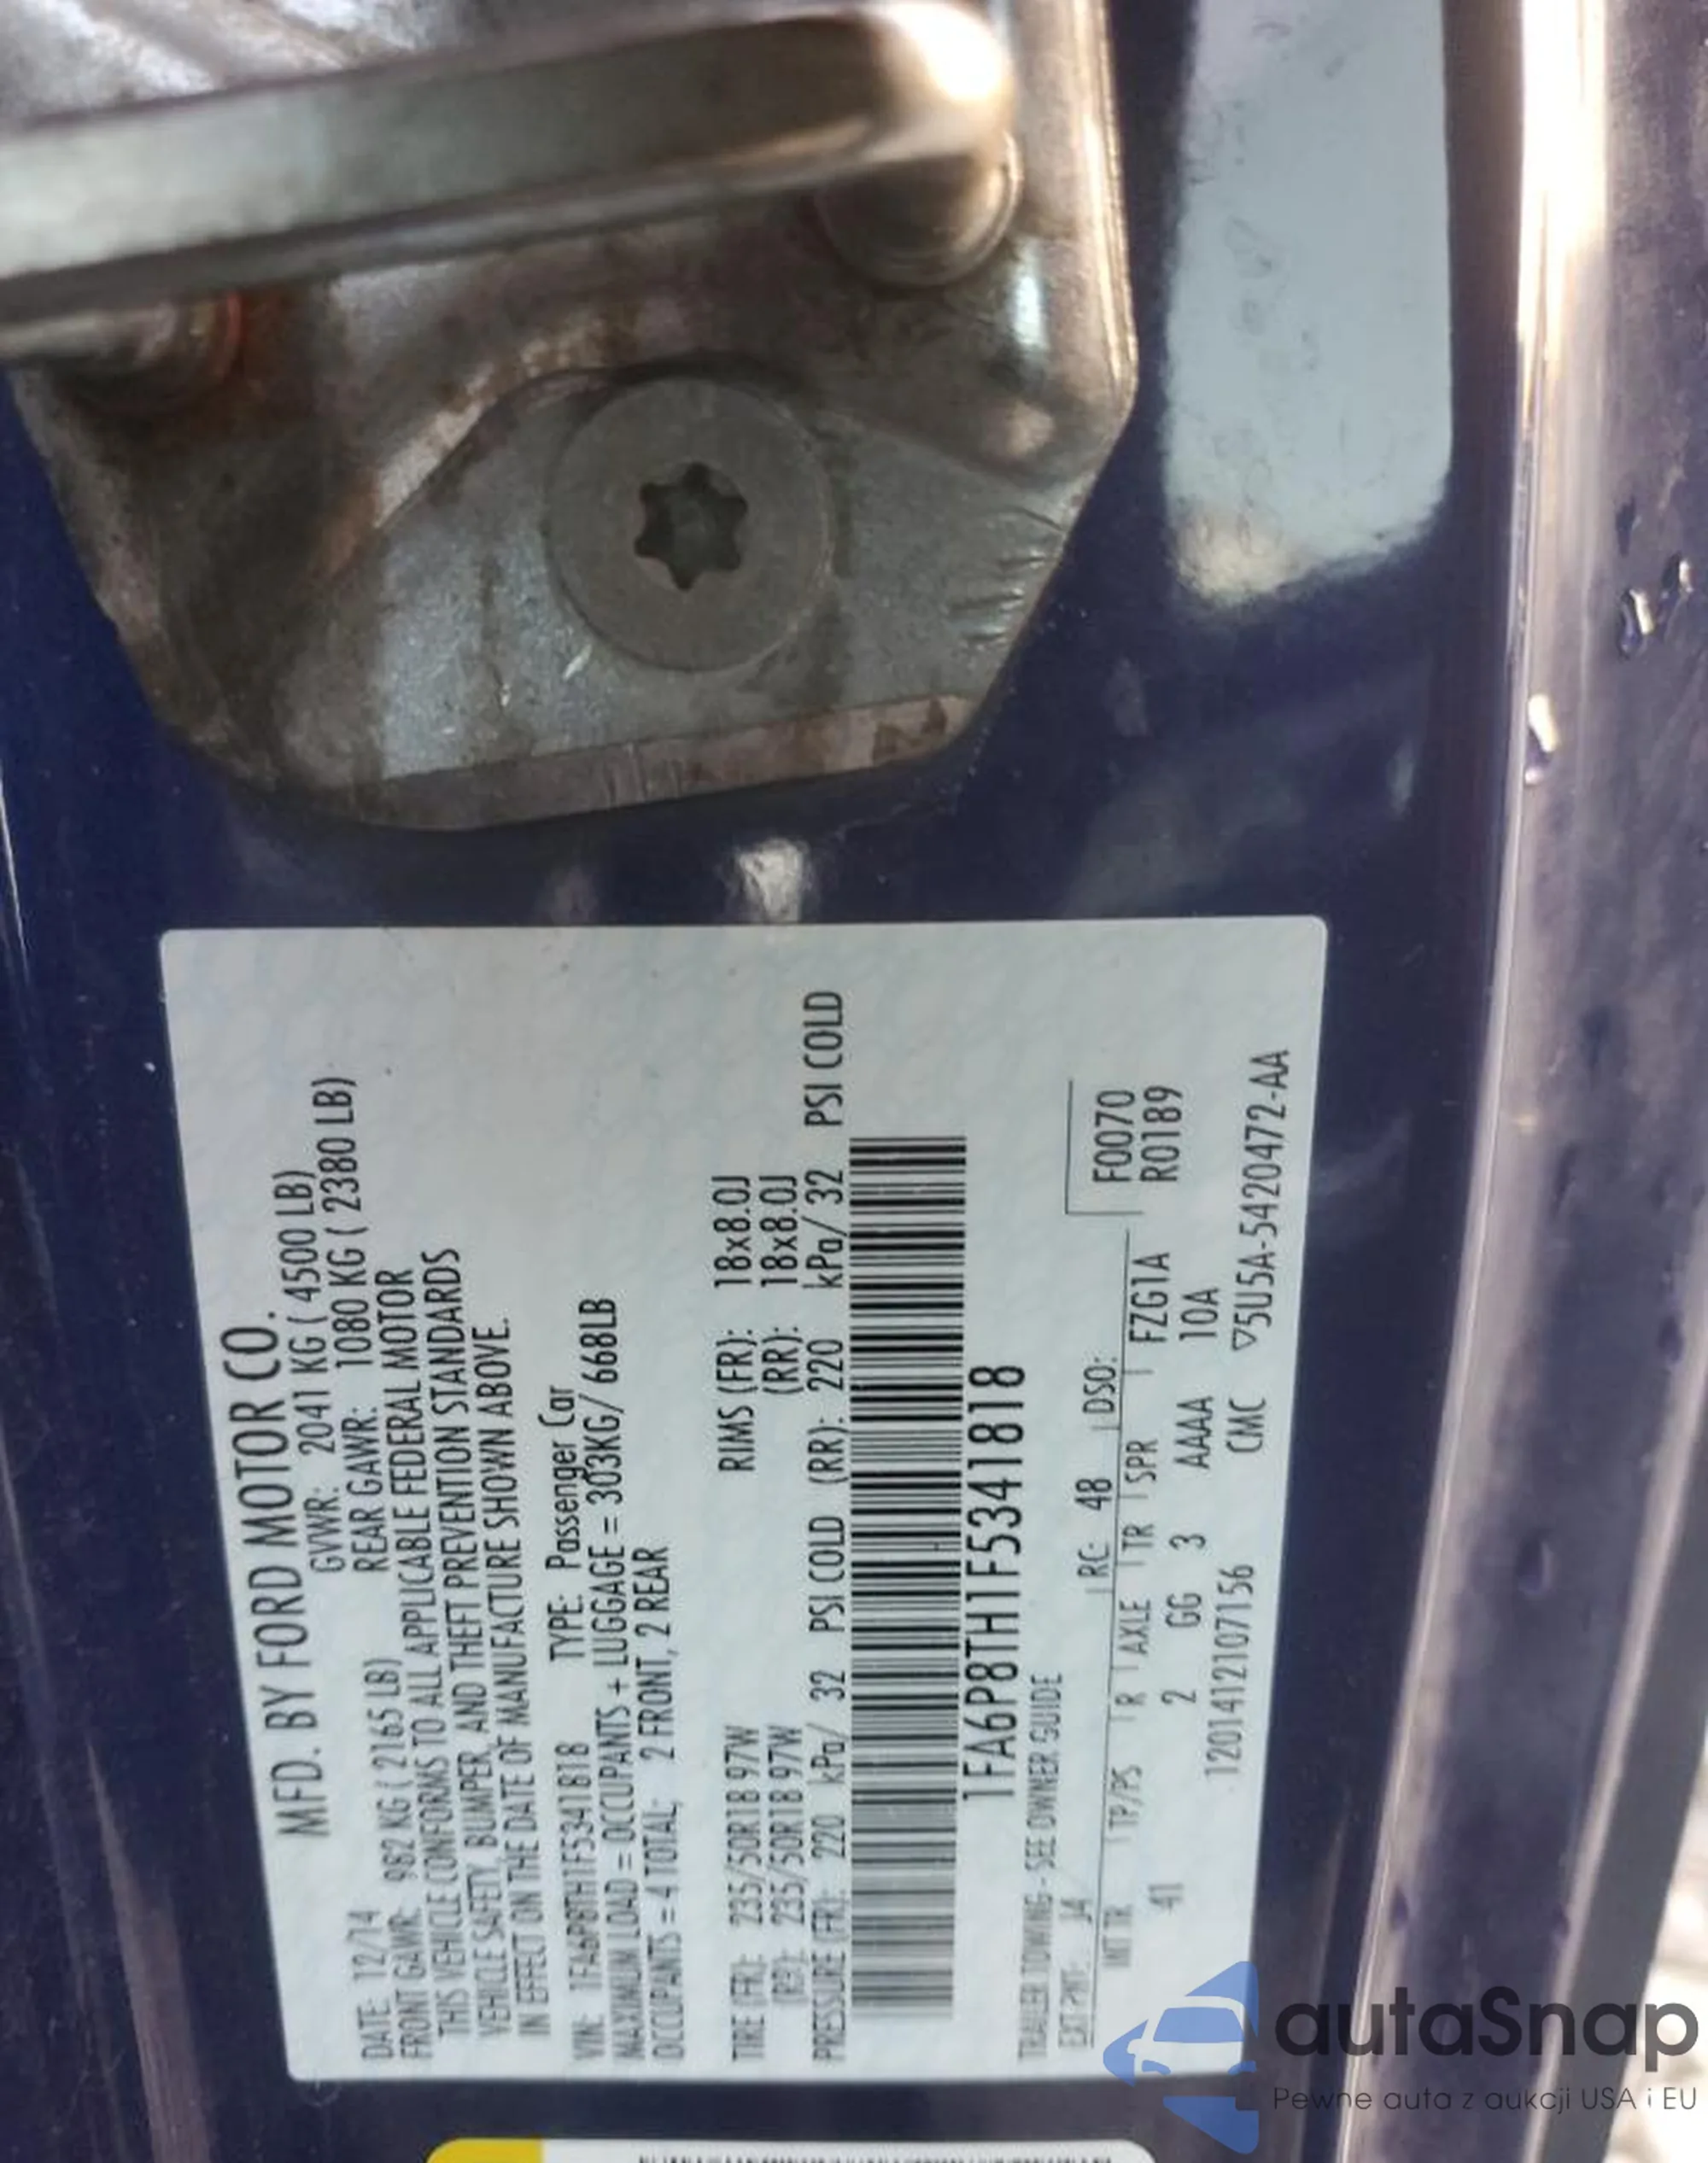 MFD. BY FORD MOTOR CO.
DATE: 12/14 GVWR: 2041 KG ( 4500 LB)
FRONT GAWR: 982 KG ( 2165 LB) REAR GAWR: 1080 KG ( 2380 LB)
THIS VEHICLE CONFORMS TO ALL APPLICABLE FEDERAL MOTOR
VEHICLE SAFETY, BUMPER, AND THEFT PREVENTION STANDARDS
IN EFFECT ON THE DATE OF MANUFACTURE SHOWN ABOVE.
VIN: 1FA6P8TH1F5341818 TYPE: Passenger Car
MAXIMUM LOAD = OCCUPANTS + LUGGAGE = 303KG/ 668LB
OCCUPANTS = 4 TOTAL; 2 FRONT, 2 REAR
TIRE (FR): 235/50R18 97W RIMS (FR): 18x8.0J
(RR): 235/50R18 97W (RR): 18x8.0J
PRESSURE (FR): 220 kPa/ 32 PSI COLD (RR): 220 kPa/ 32 PSI COLD
1FA6P8TH1F5341818
TRAILER TOWING - SEE OWNER GUIDE
EXT PNT: J4 RC: 48 DSO: F0070
INT TR TP/PS R AXLE TR SPR FZG1A R0189
41 2 GG 3 AAAA 10A
1201412107156 CMC ▽5U5A-5420472-AA
autaSnap
Pewne auta z aukcji USA i EU